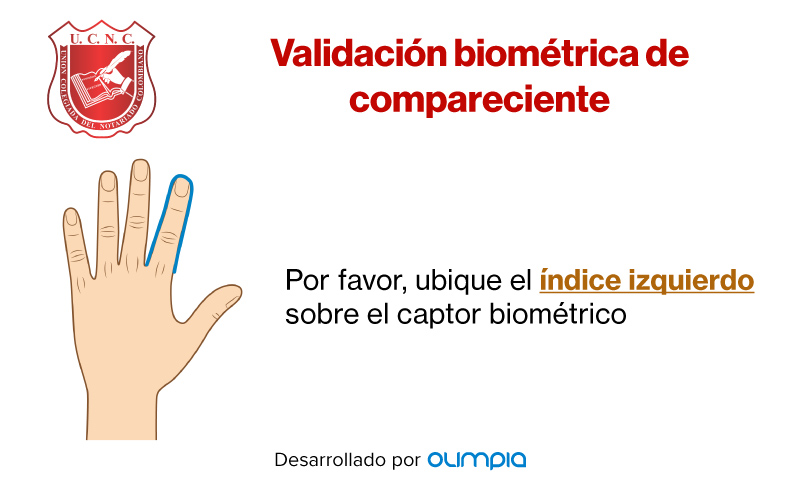 U. C. N. C.
UNIÓN COLEGIADA DEL NOTARIADO COLOMBIANO
Validación biométrica de
compareciente
Por favor, ubique el índice izquierdo
sobre el captor biométrico
Desarrollado por OLIMPIA